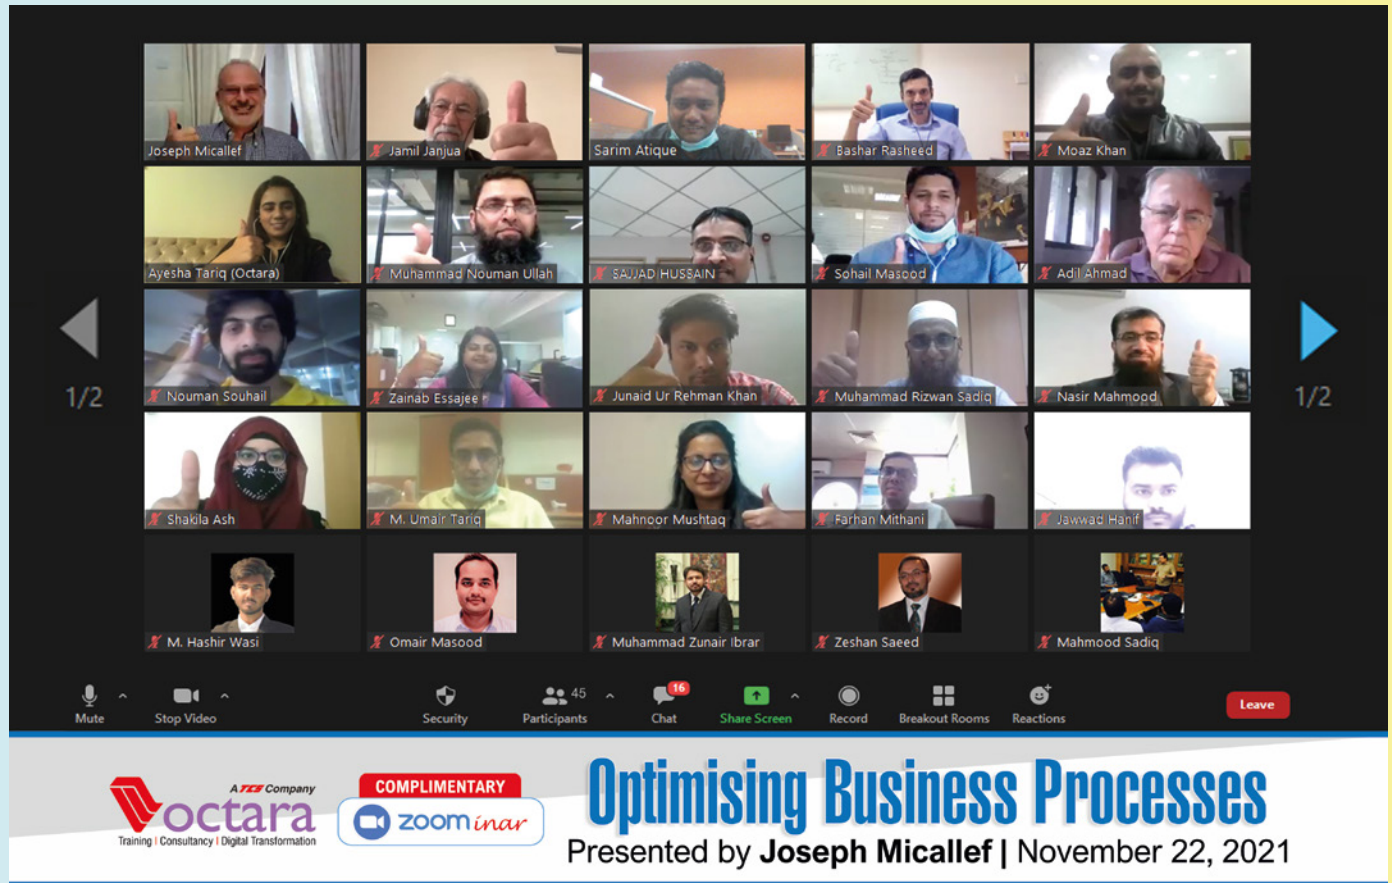 Joseph Micallef
Jamil Janjua
Sarim Atique
Bashar Rasheed
Moaz Khan
Ayesha Tariq (Octara)
Muhammad Nouman Ullah
SAJJAD HUSSAIN
Sohail Masood
Adil Ahmad
Nouman Souhail
Zainab Essajee
Junaid Ur Rehman Khan
Muhammad Rizwan Sadiq
Nasir Mahmood
1/2
1/2
Shakila Ash
M. Umair Tariq
Mahnoor Mushtaq
Farhan Mithani
Jawwad Hanif
M. Hashir Wasi
Omair Masood
Muhammad Zunair Ibrar
Zeshan Saeed
Mahmood Sadiq
45
16
Mute
Stop Video
Security
Participants
Chat
Share Screen
Record
Breakout Rooms
Reactions
Leave
A TCS Company
octara
Training | Consultancy | Digital Transformation
COMPLIMENTARY
zoominar
Optimising Business Processes
Presented by Joseph Micallef | November 22, 2021